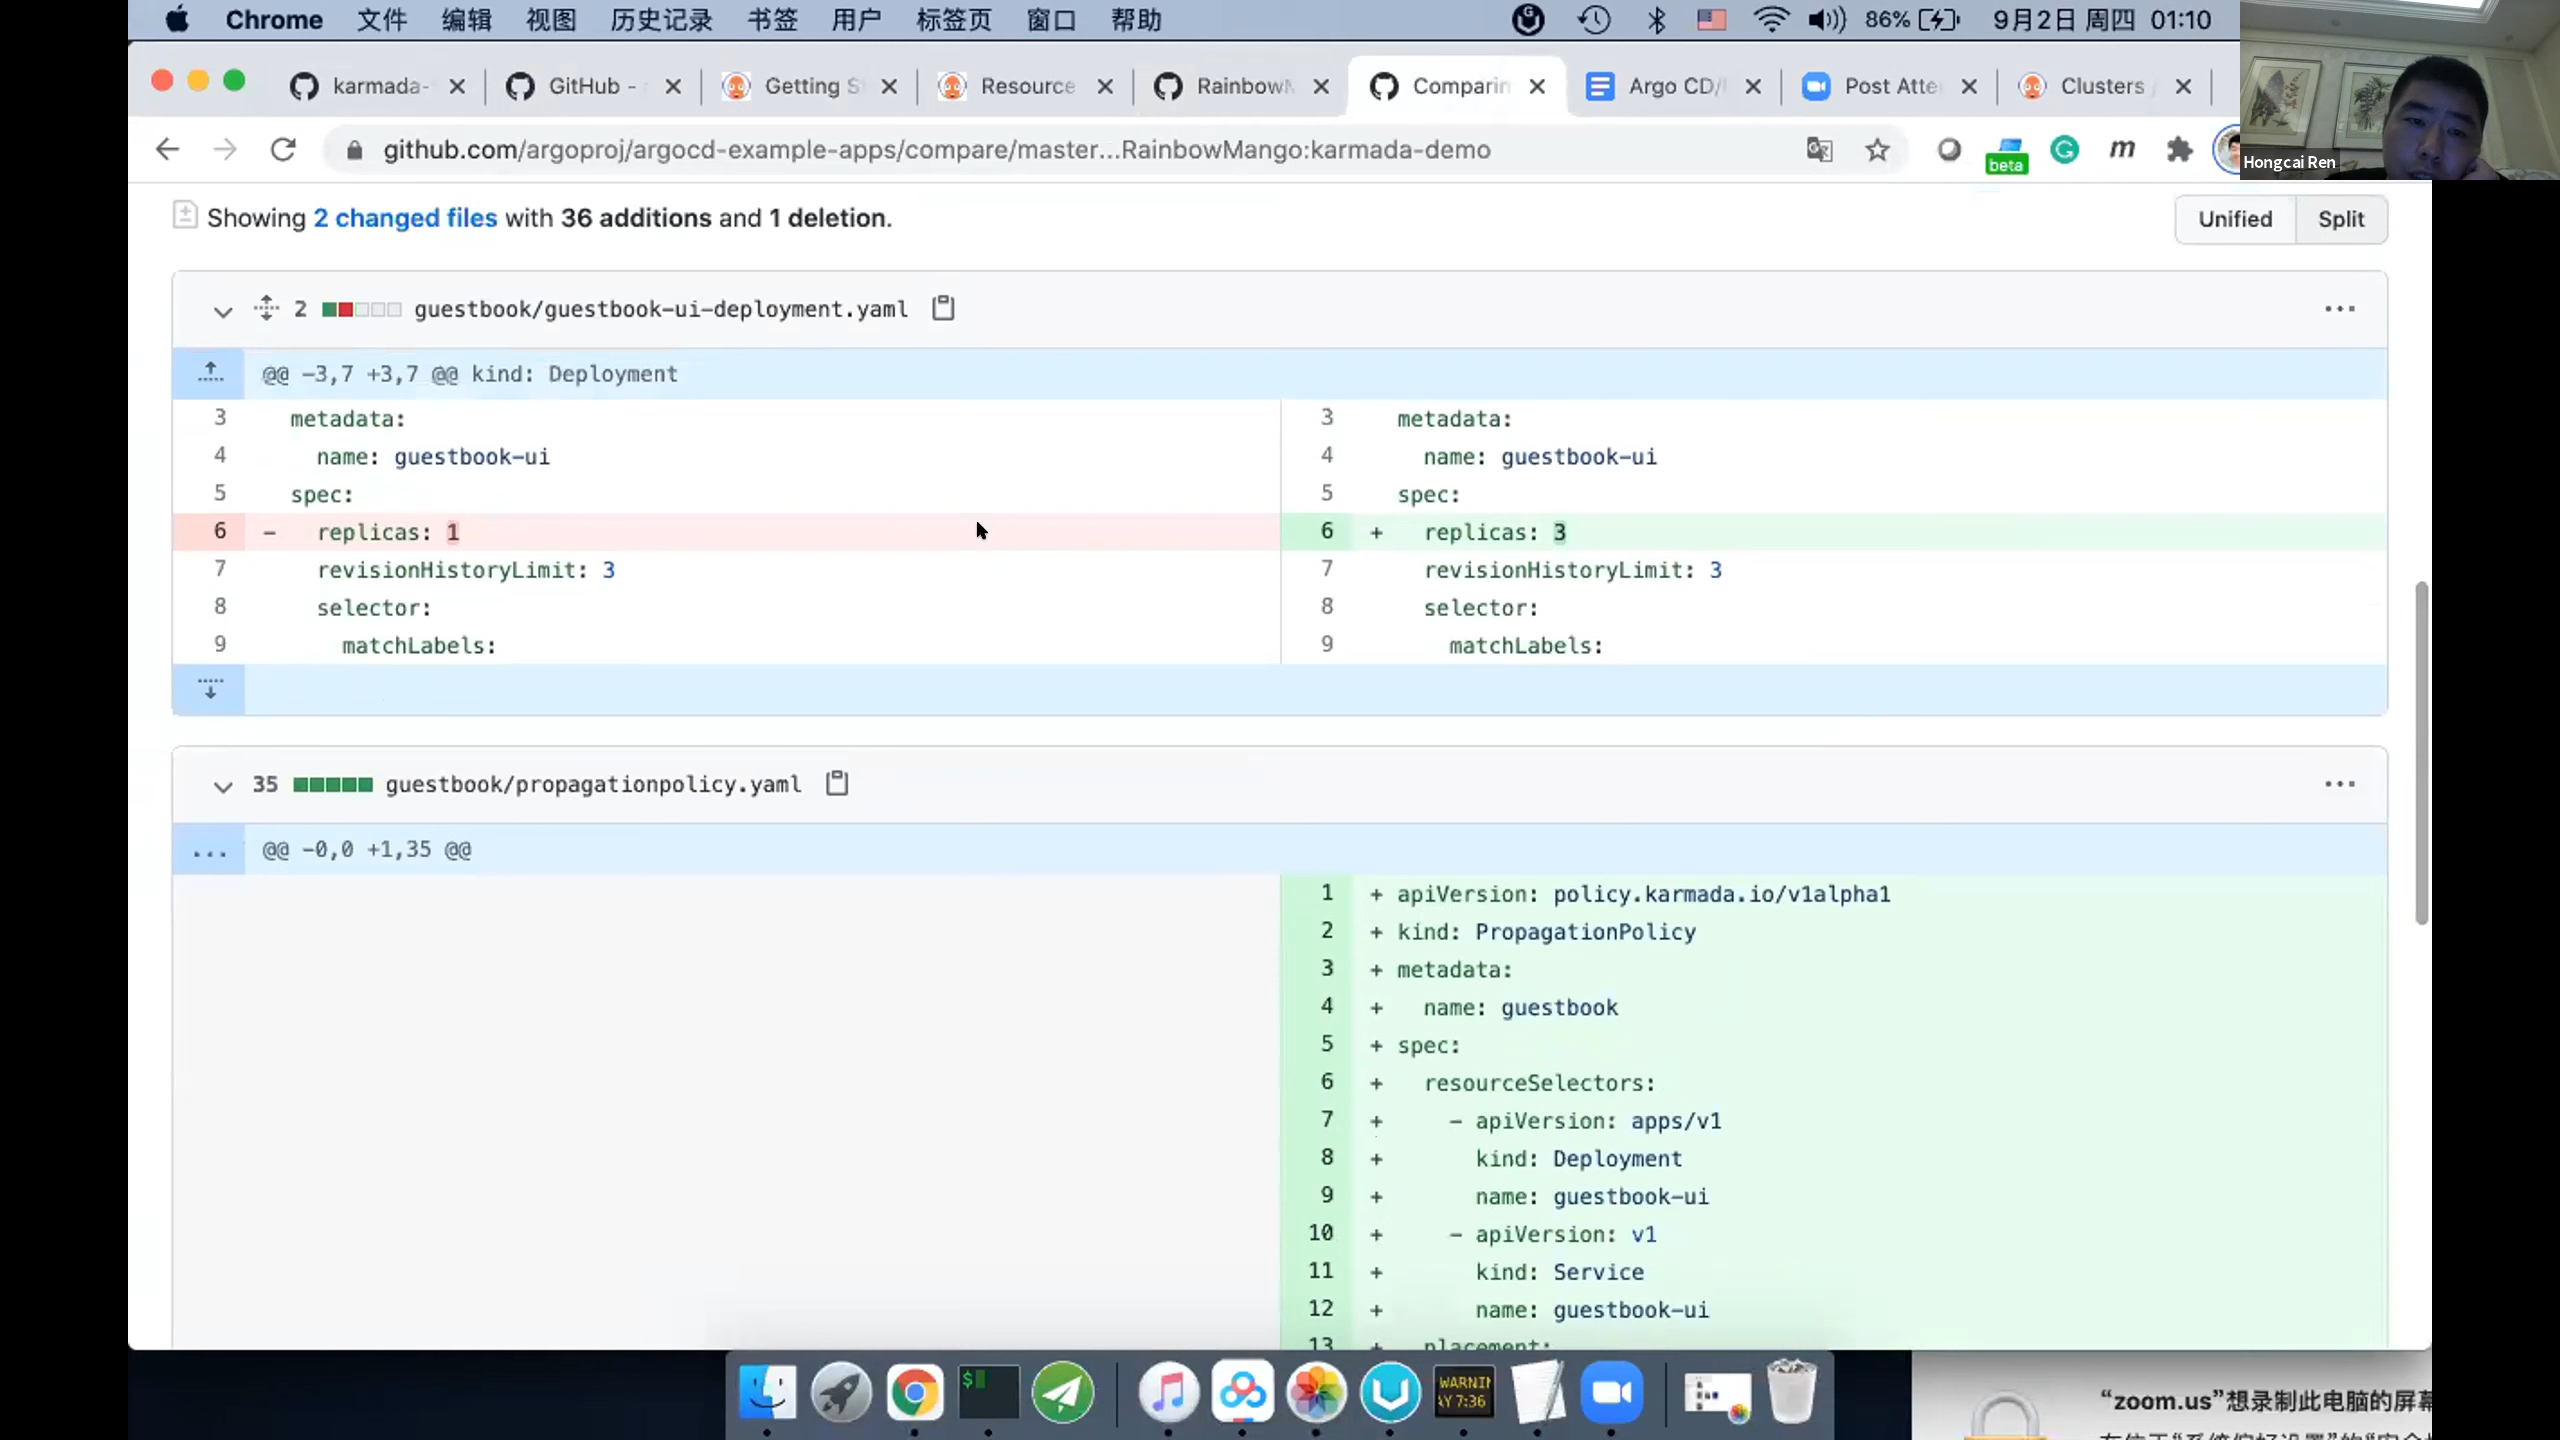 Chrome 文件 编辑 视图 历史记录 书签 用户 标签页 窗口 帮助 86% 9月2日 周四 01:10
karmada- GitHub - Getting S Resource RainbowM Comparin Argo CD/ Post Atte Clusters
github.com/argoproj/argocd-example-apps/compare/master...RainbowMango:karmada-demo
beta
m
Hongcai Ren
Showing 2 changed files with 36 additions and 1 deletion.
Unified Split
2 guestbook/guestbook-ui-deployment.yaml
@@ -3,7 +3,7 @@ kind: Deployment
3 metadata: 3 metadata:
4 name: guestbook-ui 4 name: guestbook-ui
5 spec: 5 spec:
6 - replicas: 1 6 + replicas: 3
7 revisionHistoryLimit: 3 7 revisionHistoryLimit: 3
8 selector: 8 selector:
9 matchLabels: 9 matchLabels:
35 guestbook/propagationpolicy.yaml
... @@ -0,0 +1,35 @@
1 + apiVersion: policy.karmada.io/v1alpha1
2 + kind: PropagationPolicy
3 + metadata:
4 + name: guestbook
5 + spec:
6 + resourceSelectors:
7 + - apiVersion: apps/v1
8 + kind: Deployment
9 + name: guestbook-ui
10 + - apiVersion: v1
11 + kind: Service
12 + name: guestbook-ui
13 + placement:
$
WARNI
AY 7:36
“zoom.us”想录制此电脑的屏幕